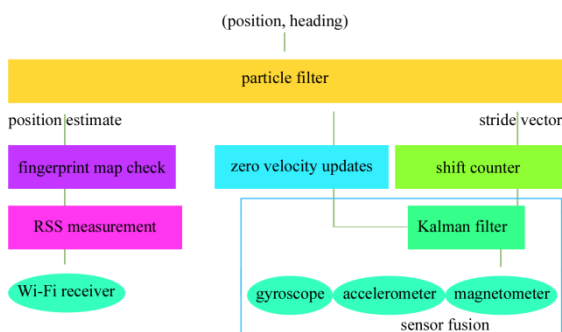 (position, heading)
particle filter
position estimate
stride vector
fingerprint map check
zero velocity updates
shift counter
RSS measurement
Kalman filter
Wi-Fi receiver
gyroscope
accelerometer
magnetometer
sensor fusion